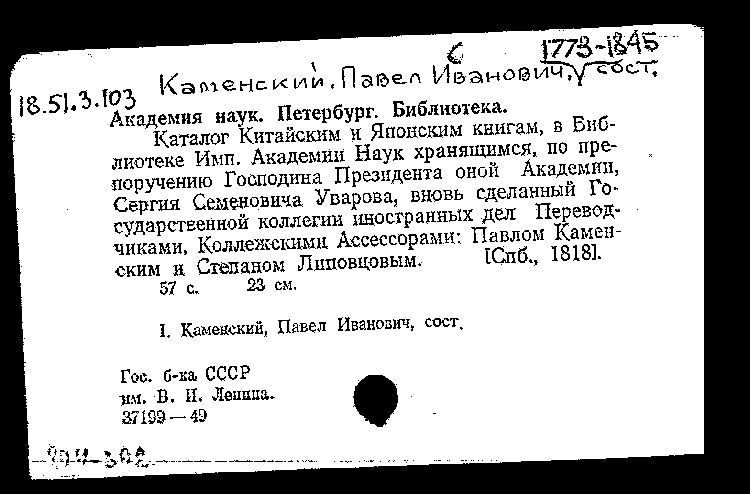 1773-1845
Каменский, Павел Иванович, сост.
18.51.3.103
Академия наук. Петербург. Библиотека.
Каталог Китайским и Японским книгам, в Биб-
лиотеке Имп. Академии Наук хранящимся, по пре-
поручению Господина Президента оной Академии,
Сергия Семеновича Уварова, вновь сделанный Го-
сударственной коллегии иностранных дел Перевод-
чиками, Коллежскими Ассессорами: Павлом Камен-
ским и Степаном Липовцовым. [Спб., 1818].
57 с. 23 см.
I. Каменский, Павел Иванович, сост.
Гос. б-ка СССР
им. В. И. Ленина.
37199—49